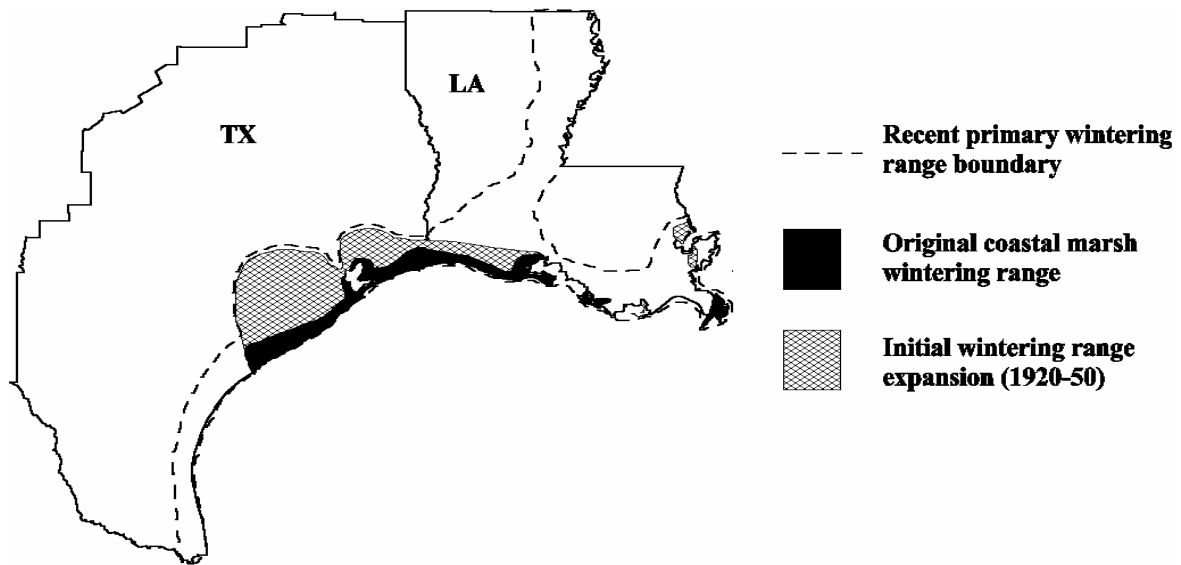 TX
LA
Recent primary wintering
range boundary
Original coastal marsh
wintering range
Initial wintering range
expansion (1920-50)